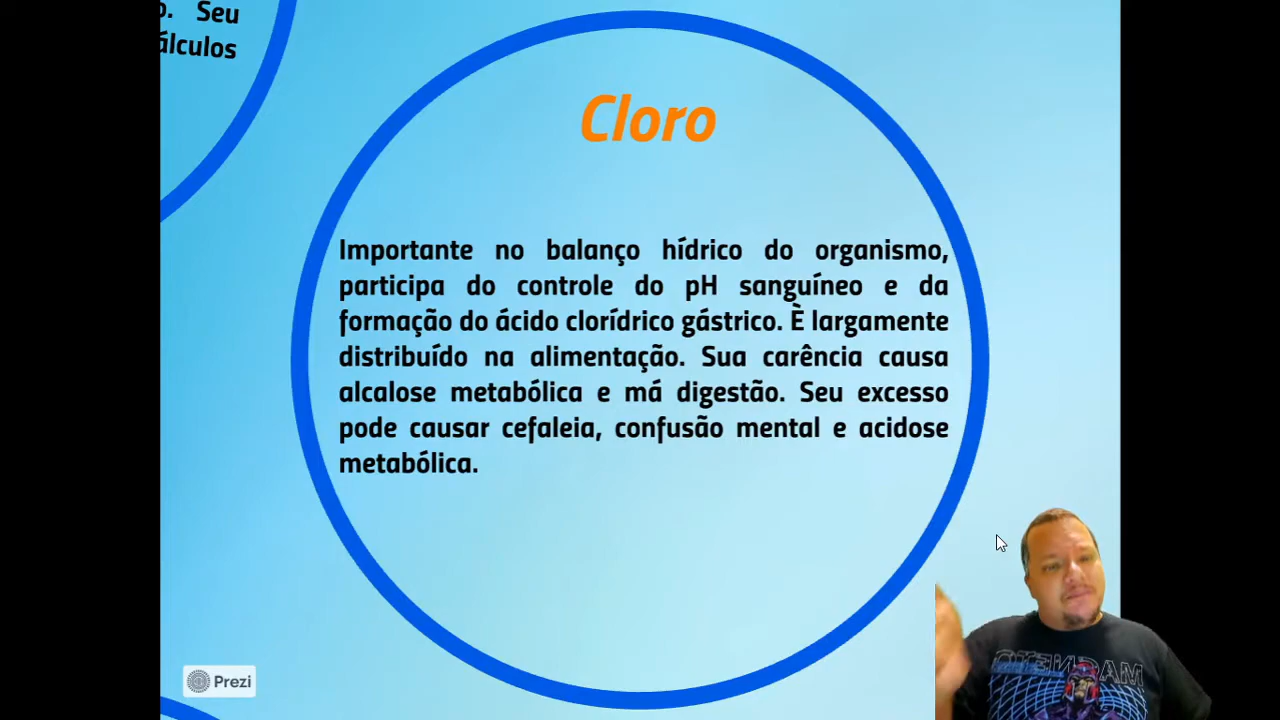 o. Seu
álculos
Cloro
Importante no balanço hídrico do organismo,
participa do controle do pH sanguíneo e da
formação do ácido clorídrico gástrico. È largamente
distribuído na alimentação. Sua carência causa
alcalose metabólica e má digestão. Seu excesso
pode causar cefaleia, confusão mental e acidose
metabólica.
Prezi